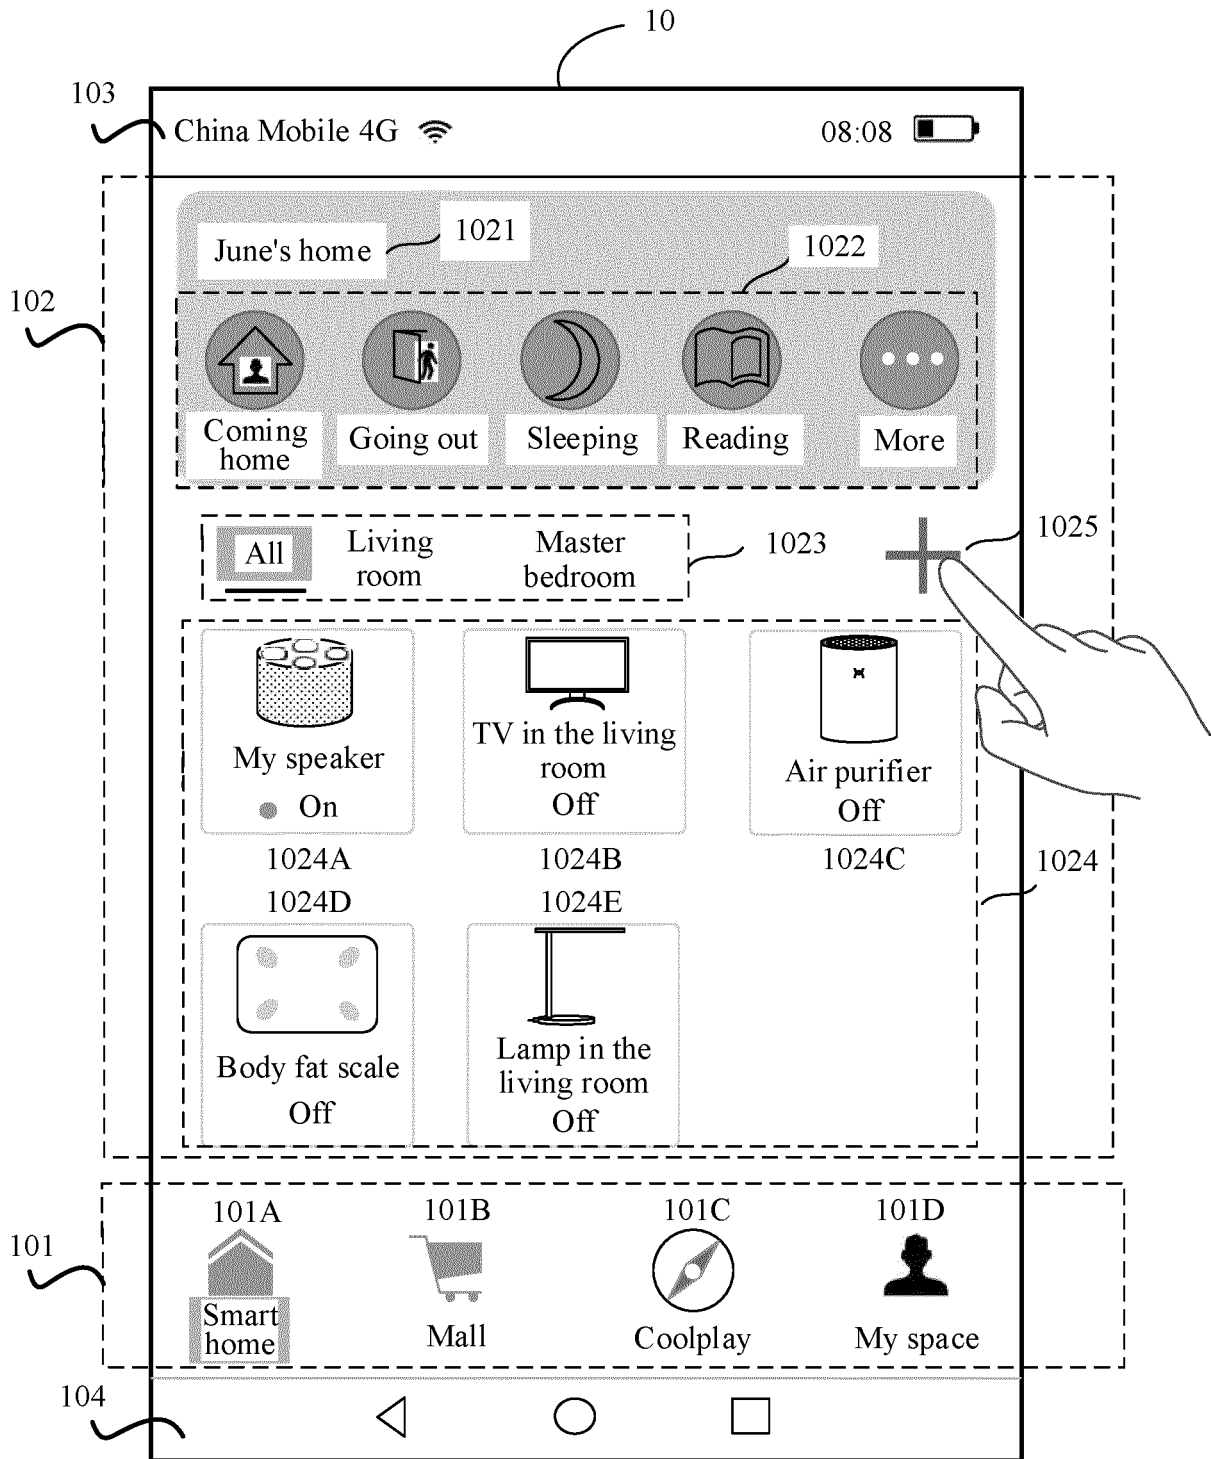 10
103
China Mobile 4G
08:08
June's home
1021
1022
102
Coming
home
Going out
Sleeping
Reading
More
All
Living
room
Master
bedroom
1023
1025
My speaker
On
TV in the living
room
Off
Air purifier
Off
1024A
1024B
1024C
1024
1024D
1024E
Body fat scale
Off
Lamp in the
living room
Off
101A
101B
101C
101D
101
Smart
home
Mall
Coolplay
My space
104